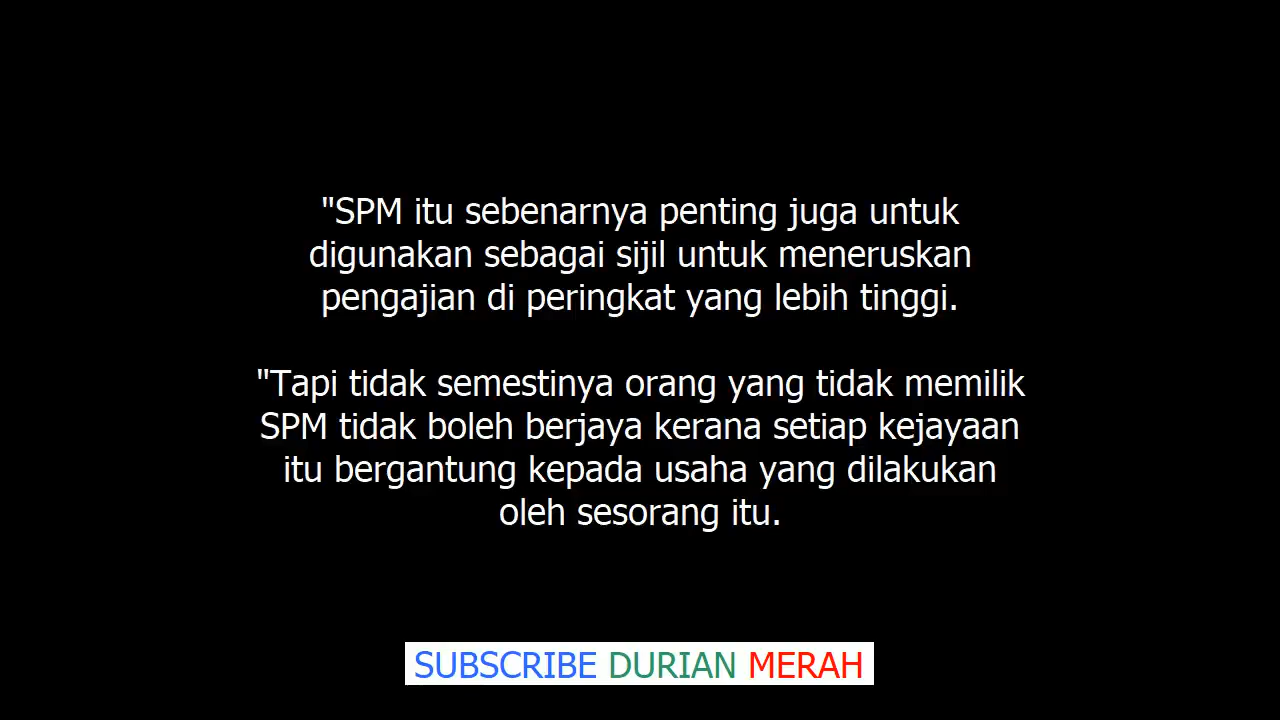 "SPM itu sebenarnya penting juga untuk
digunakan sebagai sijil untuk meneruskan
pengajian di peringkat yang lebih tinggi.
"Tapi tidak semestinya orang yang tidak memilik
SPM tidak boleh berjaya kerana setiap kejayaan
itu bergantung kepada usaha yang dilakukan
oleh sesorang itu.
SUBSCRIBE DURIAN MERAH